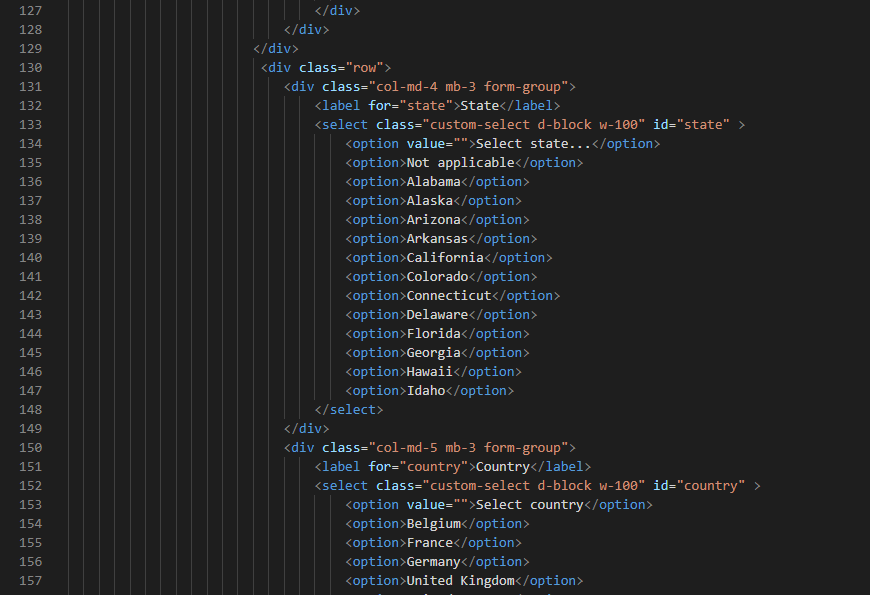 127 </div>
128 </div>
129 </div>
130 <div class="row">
131 <div class="col-md-4 mb-3 form-group">
132 <label for="state">State</label>
133 <select class="custom-select d-block w-100" id="state" >
134 <option value="">Select state...</option>
135 <option>Not applicable</option>
136 <option>Alabama</option>
137 <option>Alaska</option>
138 <option>Arizona</option>
139 <option>Arkansas</option>
140 <option>California</option>
141 <option>Colorado</option>
142 <option>Connecticut</option>
143 <option>Delaware</option>
144 <option>Florida</option>
145 <option>Georgia</option>
146 <option>Hawaii</option>
147 <option>Idaho</option>
148 </select>
149 </div>
150 <div class="col-md-5 mb-3 form-group">
151 <label for="country">Country</label>
152 <select class="custom-select d-block w-100" id="country" >
153 <option value="">Select country</option>
154 <option>Belgium</option>
155 <option>France</option>
156 <option>Germany</option>
157 <option>United Kingdom</option>